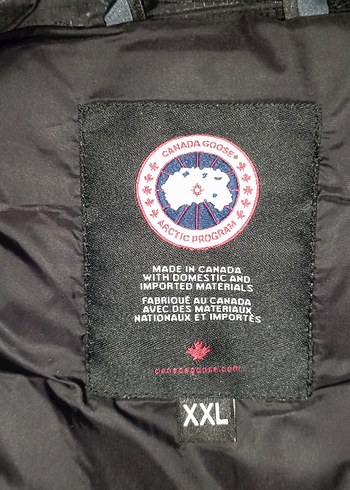 CANADA GOOSE®
ARCTIC PROGRAM
MADE IN CANADA
WITH DOMESTIC AND
IMPORTED MATERIALS
FABRIQUÉ AU CANADA
AVEC DES MATERIAUX
NATIONAUX ET IMPORTÉS
canadagoose.com
XXL